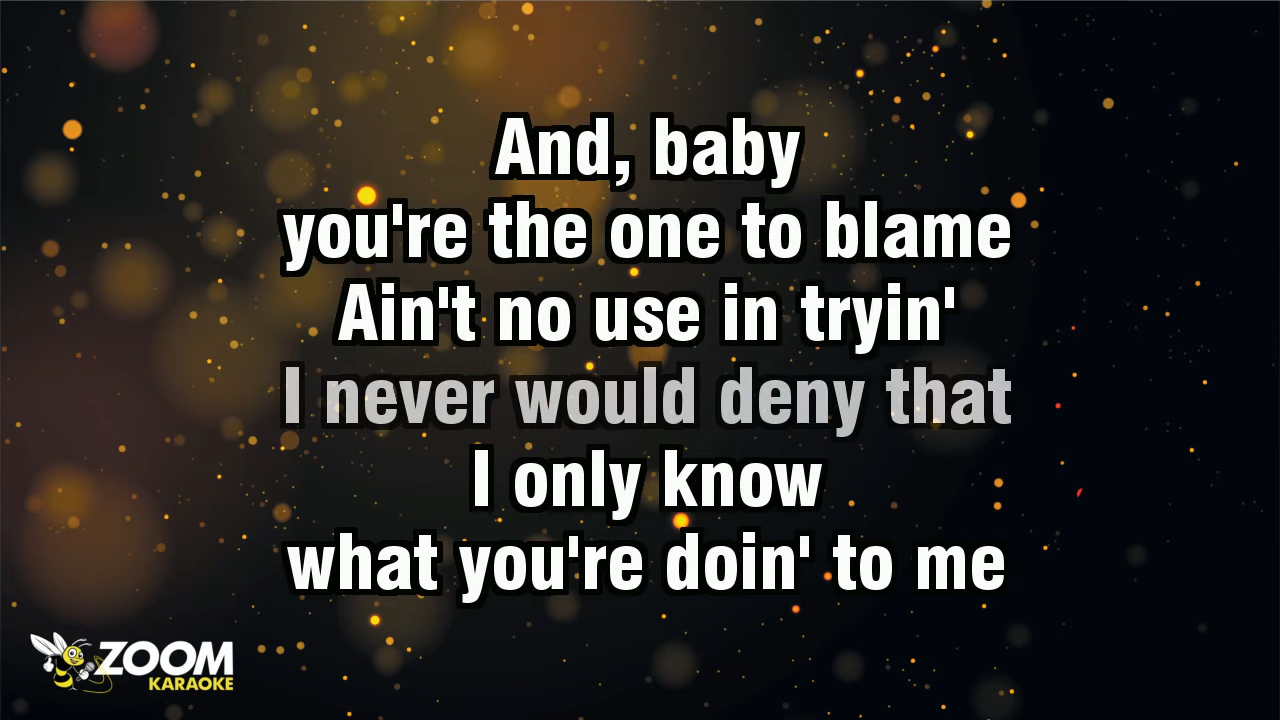 And, baby
you're the one to blame
Ain't no use in tryin'
I never would deny that
I only know
what you're doin' to me
ZOOM
KARAOKE